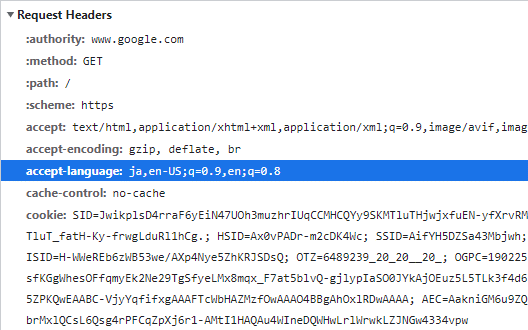 Request Headers
:authority: www.google.com
:method: GET
:path: /
:scheme: https
accept: text/html,application/xhtml+xml,application/xml;q=0.9,image/avif,imag
accept-encoding: gzip, deflate, br
accept-language: ja,en-US;q=0.9,en;q=0.8
cache-control: no-cache
cookie: SID=JwikplsD4rraF6yEiN47UOh3muzhrIUqCCMHCQYy9SKMTluTHjwjxfuEN-yfXrvRM
TluT_fatH-Ky-frwgLduRl1hCg.; HSID=Ax0vPADr-m2cDK4Wc; SSID=AifYH5DZSa43Mbjwh;
ISID=H-WWeREb6zWB53we/AXp4Nye5ZhKRJSDsQ; OTZ=6489239_20_20__20_; OGPC=190225
sfKGgWhesOFfqmyEk2Ne29TgSfyeLMx8mqx_F7at5blvQ-gjlypIaSO0JYkAjOEuz5L5TLk3f4d6
5ZPKQwEAABC-VjyYqfifxgAAAFTcWbHAZMzfOwAAAO4BBgAhOxlRDwAAAA; AEC=AakniGM6u9ZQ
brMxlQCsL6Qsg4rPFCqZpXj6r1-AMtI1HAQAu4WIneDQWHwLrlWrwkLZJNGw4334vpw